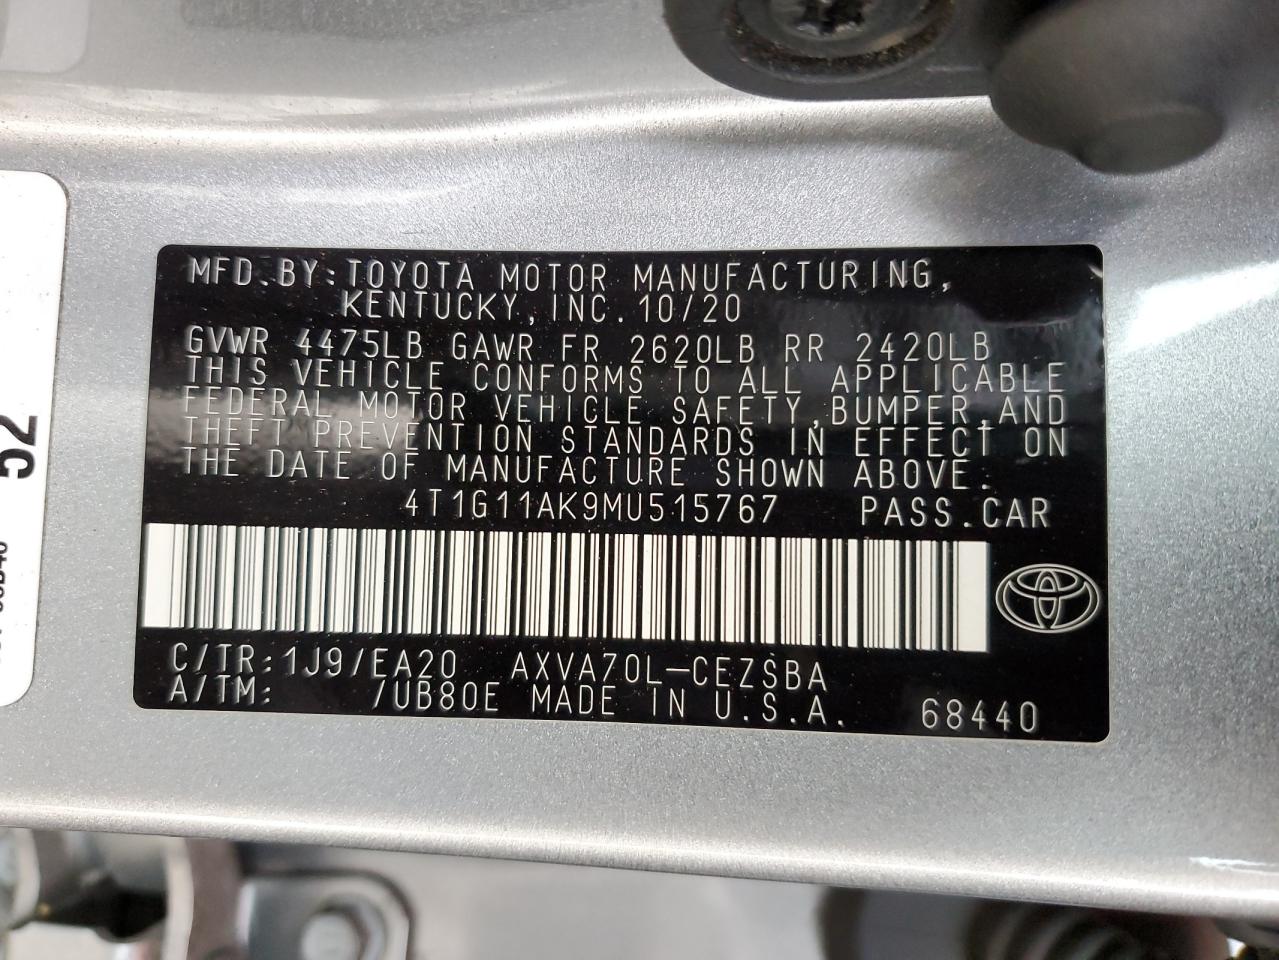 MFD.BY:TOYOTA MOTOR MANUFACTURING,
KENTUCKY,INC.10/20
GVWR 4475LB GAWR FR 2620LB RR 2420LB
THIS VEHICLE CONFORMS TO ALL APPLICABLE
FEDERAL MOTOR VEHICLE SAFETY,BUMPER,AND
THEFT PREVENTION STANDARDS IN EFFECT ON
THE DATE OF MANUFACTURE SHOWN ABOVE.
4T1G11AK9MU515767 PASS.CAR
C/TR:1J9/EA20 AXVA70L-CEZSBA
A/TM: /UB80E MADE IN U.S.A. 68440
52